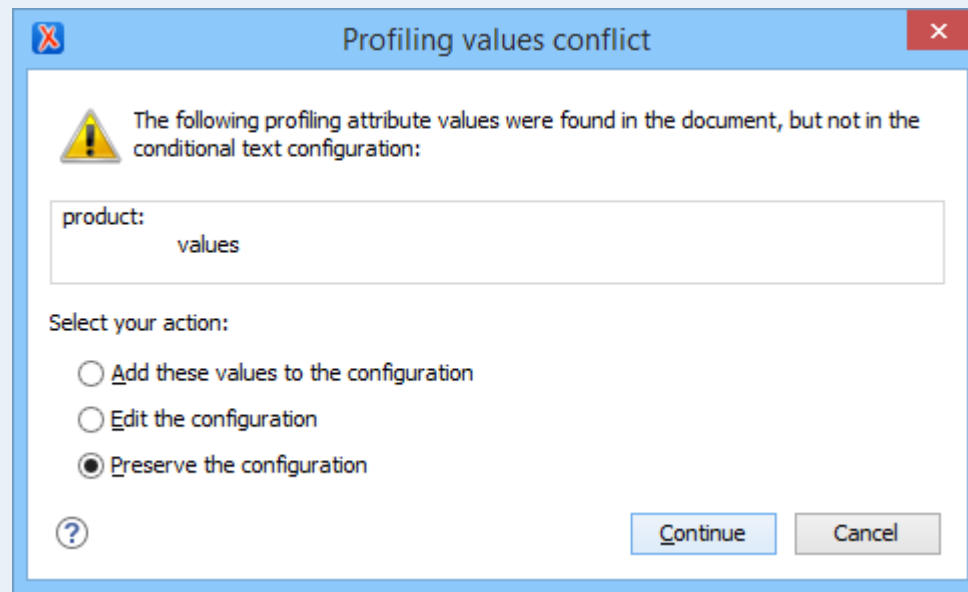 Profiling values conflict
The following profiling attribute values were found in the document, but not in the
conditional text configuration:
product:
values
Select your action:
Add these values to the configuration
Edit the configuration
Preserve the configuration
?
Continue Cancel